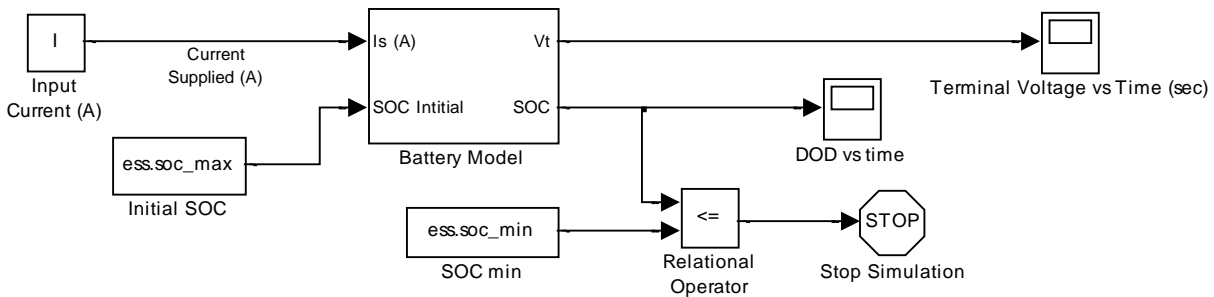 I
Input
Current (A)
Current
Supplied (A)
Is (A)
Vt
SOC Intitial
SOC
Battery Model
Terminal Voltage vs Time (sec)
DOD vs time
ess.soc_max
Initial SOC
ess.soc_min
SOC min
<=
Relational
Operator
STOP
Stop Simulation